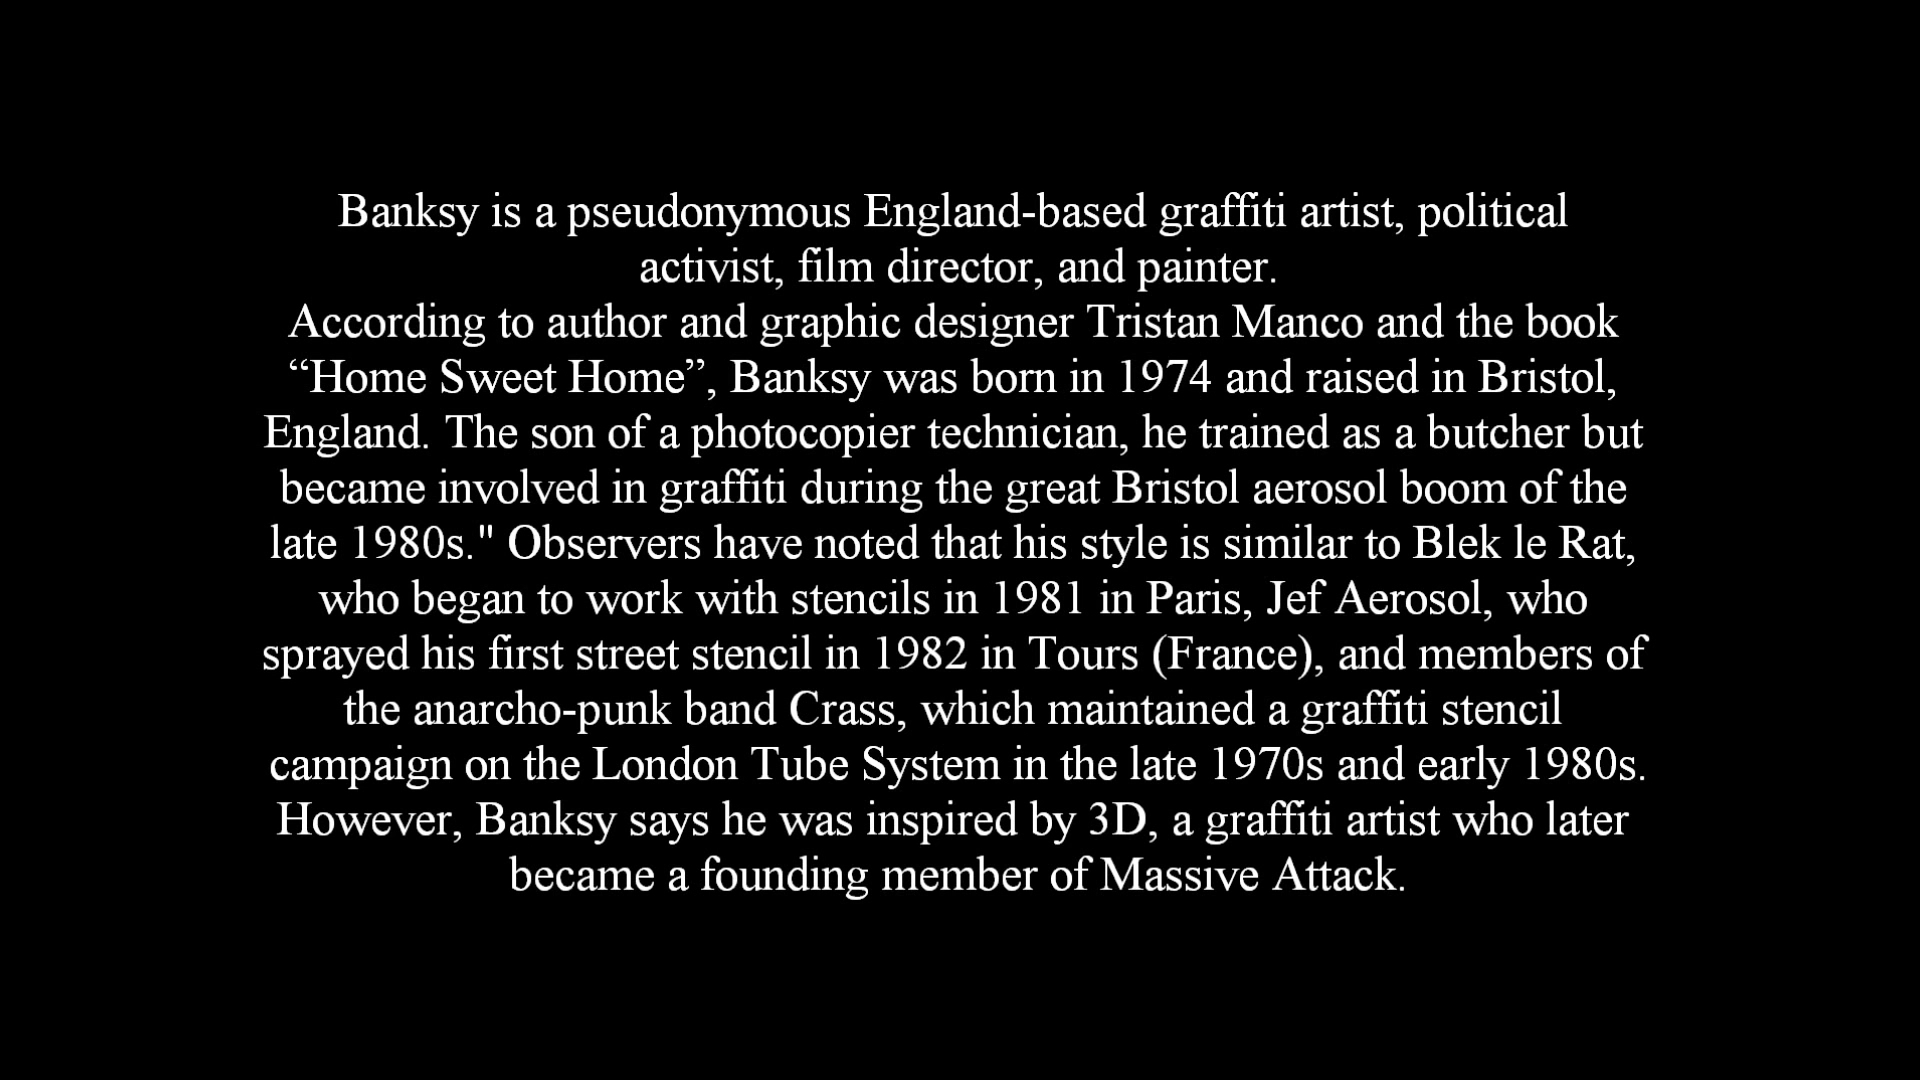 Banksy is a pseudonymous England-based graffiti artist, political
activist, film director, and painter.
According to author and graphic designer Tristan Manco and the book
“Home Sweet Home”, Banksy was born in 1974 and raised in Bristol,
England. The son of a photocopier technician, he trained as a butcher but
became involved in graffiti during the great Bristol aerosol boom of the
late 1980s." Observers have noted that his style is similar to Blek le Rat,
who began to work with stencils in 1981 in Paris, Jef Aerosol, who
sprayed his first street stencil in 1982 in Tours (France), and members of
the anarcho-punk band Crass, which maintained a graffiti stencil
campaign on the London Tube System in the late 1970s and early 1980s.
However, Banksy says he was inspired by 3D, a graffiti artist who later
became a founding member of Massive Attack.